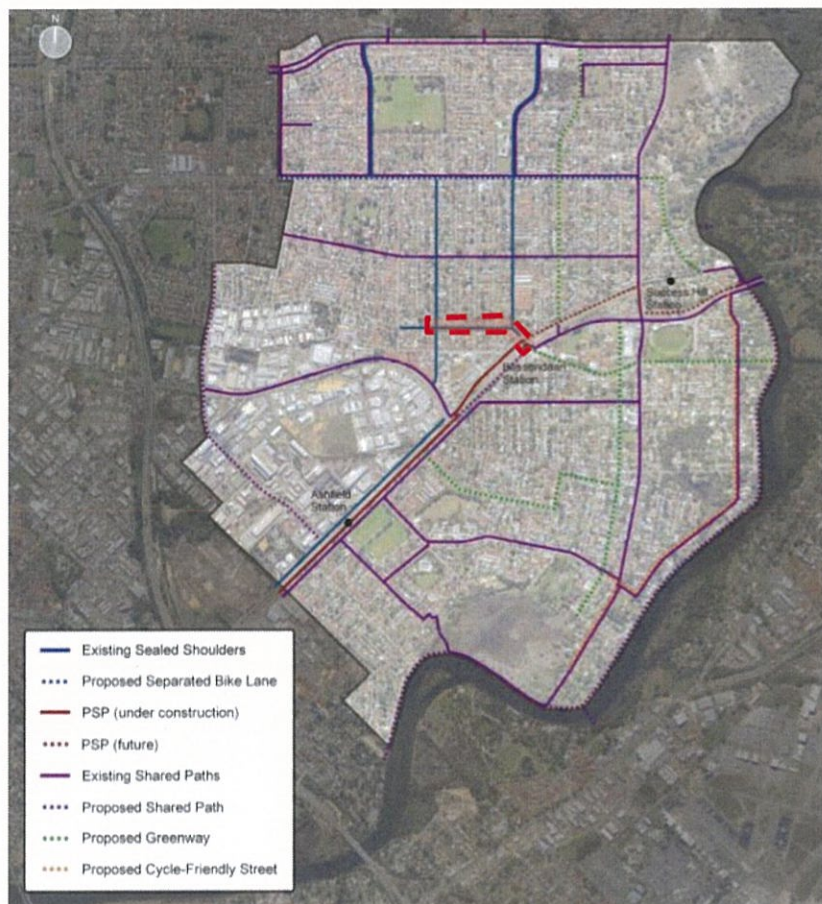 N
Success Hill
Station
Bassendean
Station
Ashfield
Station
Existing Sealed Shoulders
Proposed Separated Bike Lane
PSP (under construction)
PSP (future)
Existing Shared Paths
Proposed Shared Path
Proposed Greenway
Proposed Cycle-Friendly Street